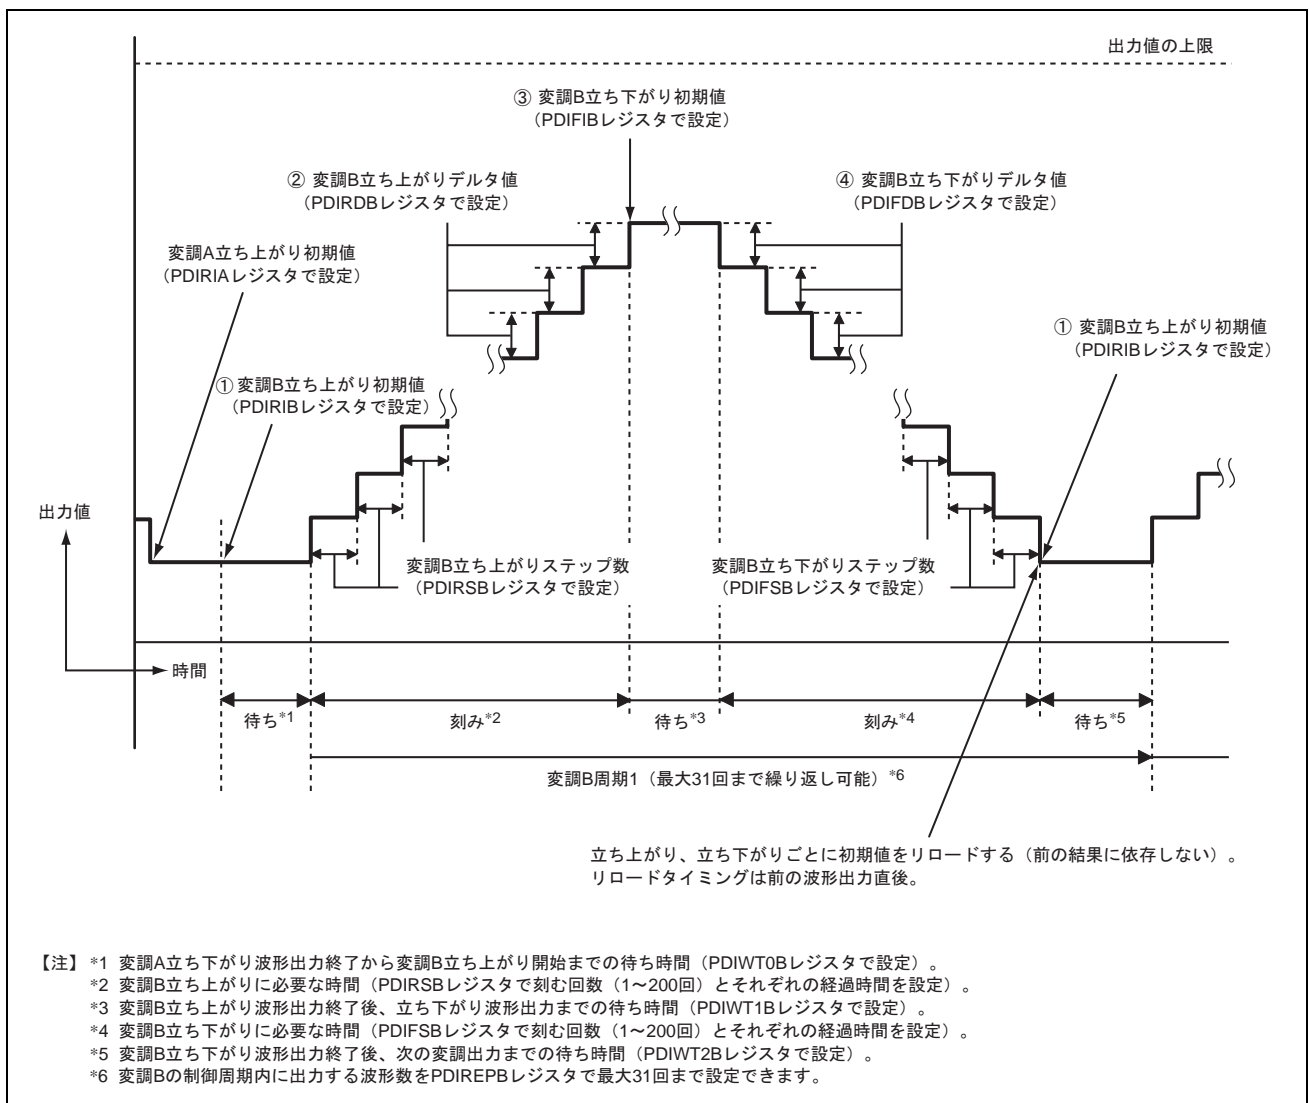 出力値の上限
③ 変調B立ち下がり初期値
（PDIFIBレジスタで設定）
② 変調B立ち上がりデルタ値
（PDIRDBレジスタで設定）
④ 変調B立ち下がりデルタ値
（PDIFDBレジスタで設定）
変調A立ち上がり初期値
（PDIRIAレジスタで設定）
① 変調B立ち上がり初期値
（PDIRIBレジスタで設定）
① 変調B立ち上がり初期値
（PDIRIBレジスタで設定）
出力値
変調B立ち上がりステップ数
（PDIRSBレジスタで設定）
変調B立ち下がりステップ数
（PDIFSBレジスタで設定）
時間
待ち*1
刻み*2
待ち*3
刻み*4
待ち*5
変調B周期1（最大31回まで繰り返し可能）*6
立ち上がり、立ち下がりごとに初期値をリロードする（前の結果に依存しない）。
リロードタイミングは前の波形出力直後。
【注】 *1 変調A立ち下がり波形出力終了から変調B立ち上がり開始までの待ち時間（PDIWT0Bレジスタで設定）。
*2 変調B立ち上がりに必要な時間（PDIRSBレジスタで刻む回数（1～200回）とそれぞれの経過時間を設定）。
*3 変調B立ち上がり波形出力終了後、立ち下がり波形出力までの待ち時間（PDIWT1Bレジスタで設定）。
*4 変調B立ち下がりに必要な時間（PDIFSBレジスタで刻む回数（1～200回）とそれぞれの経過時間を設定）。
*5 変調B立ち下がり波形出力終了後、次の変調出力までの待ち時間（PDIWT2Bレジスタで設定）。
*6 変調Bの制御周期内に出力する波形数をPDIREPBレジスタで最大31回まで設定できます。